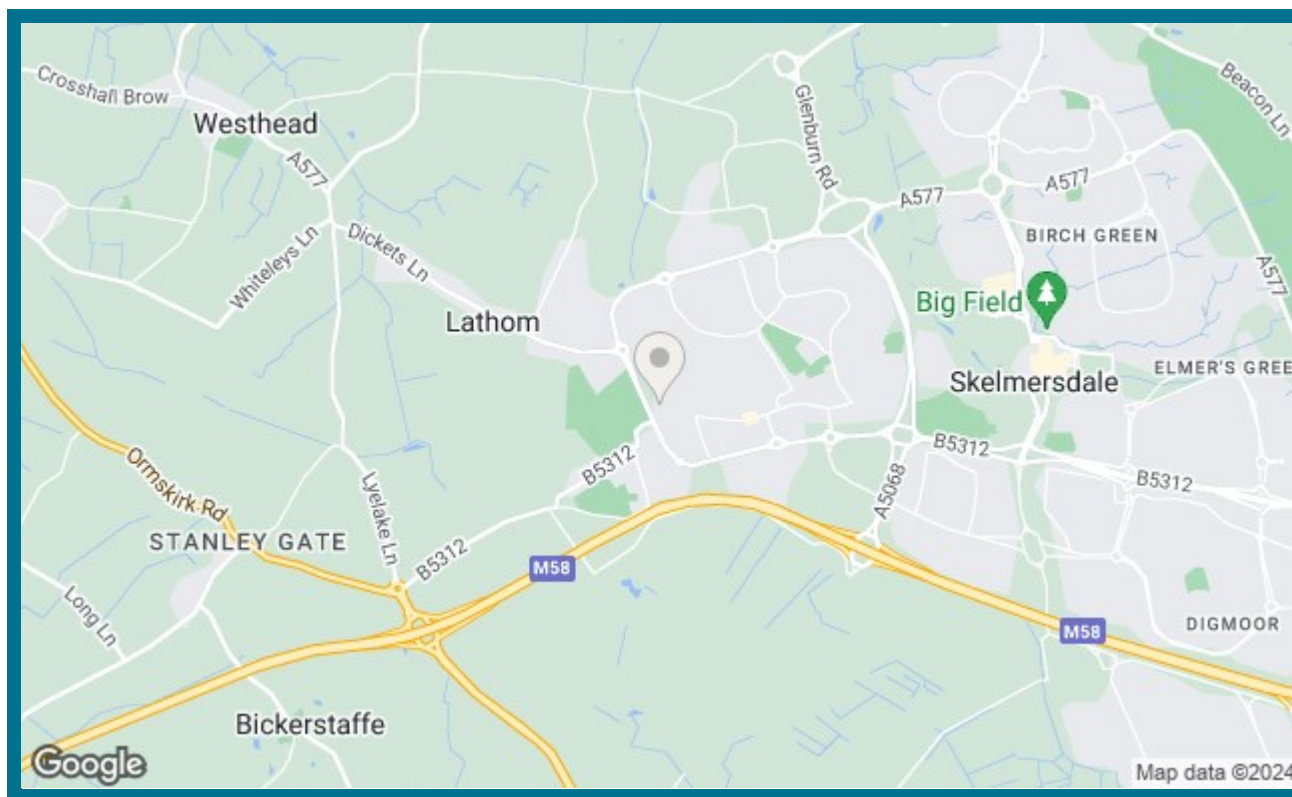 Crosshall Brow
Westhead
A577
Beacon Ln
Glenburn Rd
A577
A577
Whiteleys Ln
Dickets Ln
BIRCH GREEN
A577
Lathom
Big Field
Skelmersdale
ELMER'S GREE
Ormskirk Rd
Lyelake Ln
B5312
B5312
A5068
B5312
STANLEY GATE
B5312
M58
Long Ln
DIGMOOR
M58
Bickerstaffe
Google
Map data ©2024